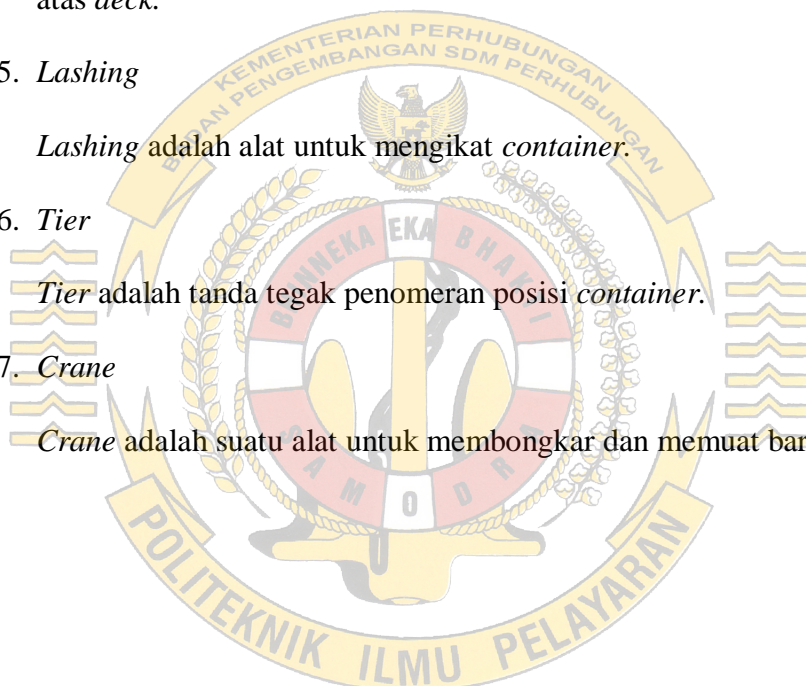 atas deck.
5. Lashing
Lashing adalah alat untuk mengikat container.
6. Tier
Tier adalah tanda tegak penomeran posisi container.
7. Crane
Crane adalah suatu alat untuk membongkar dan memuat bar
KEMENTERIAN PERHUBUNGAN
BADAN PENGEMBANGAN SDM PERHUBUNGAN
BHINNEKA EKA BHAKTI
SAMODRA
POLITEKNIK ILMU PELAYARAN